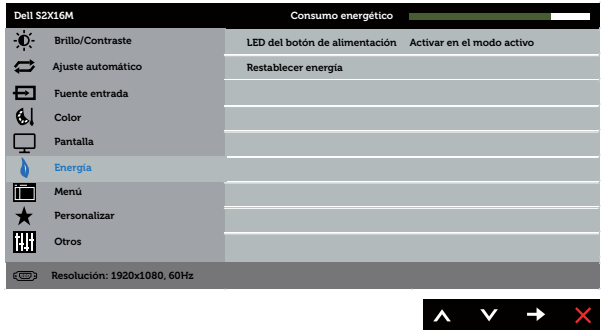 Dell S2X16M Consumo energético
Brillo/Contraste
LED del botón de alimentación Activar en el modo activo
Ajuste automático
Restablecer energía
Fuente entrada
Color
Pantalla
Energía
Menú
Personalizar
Otros
Resolución: 1920x1080, 60Hz